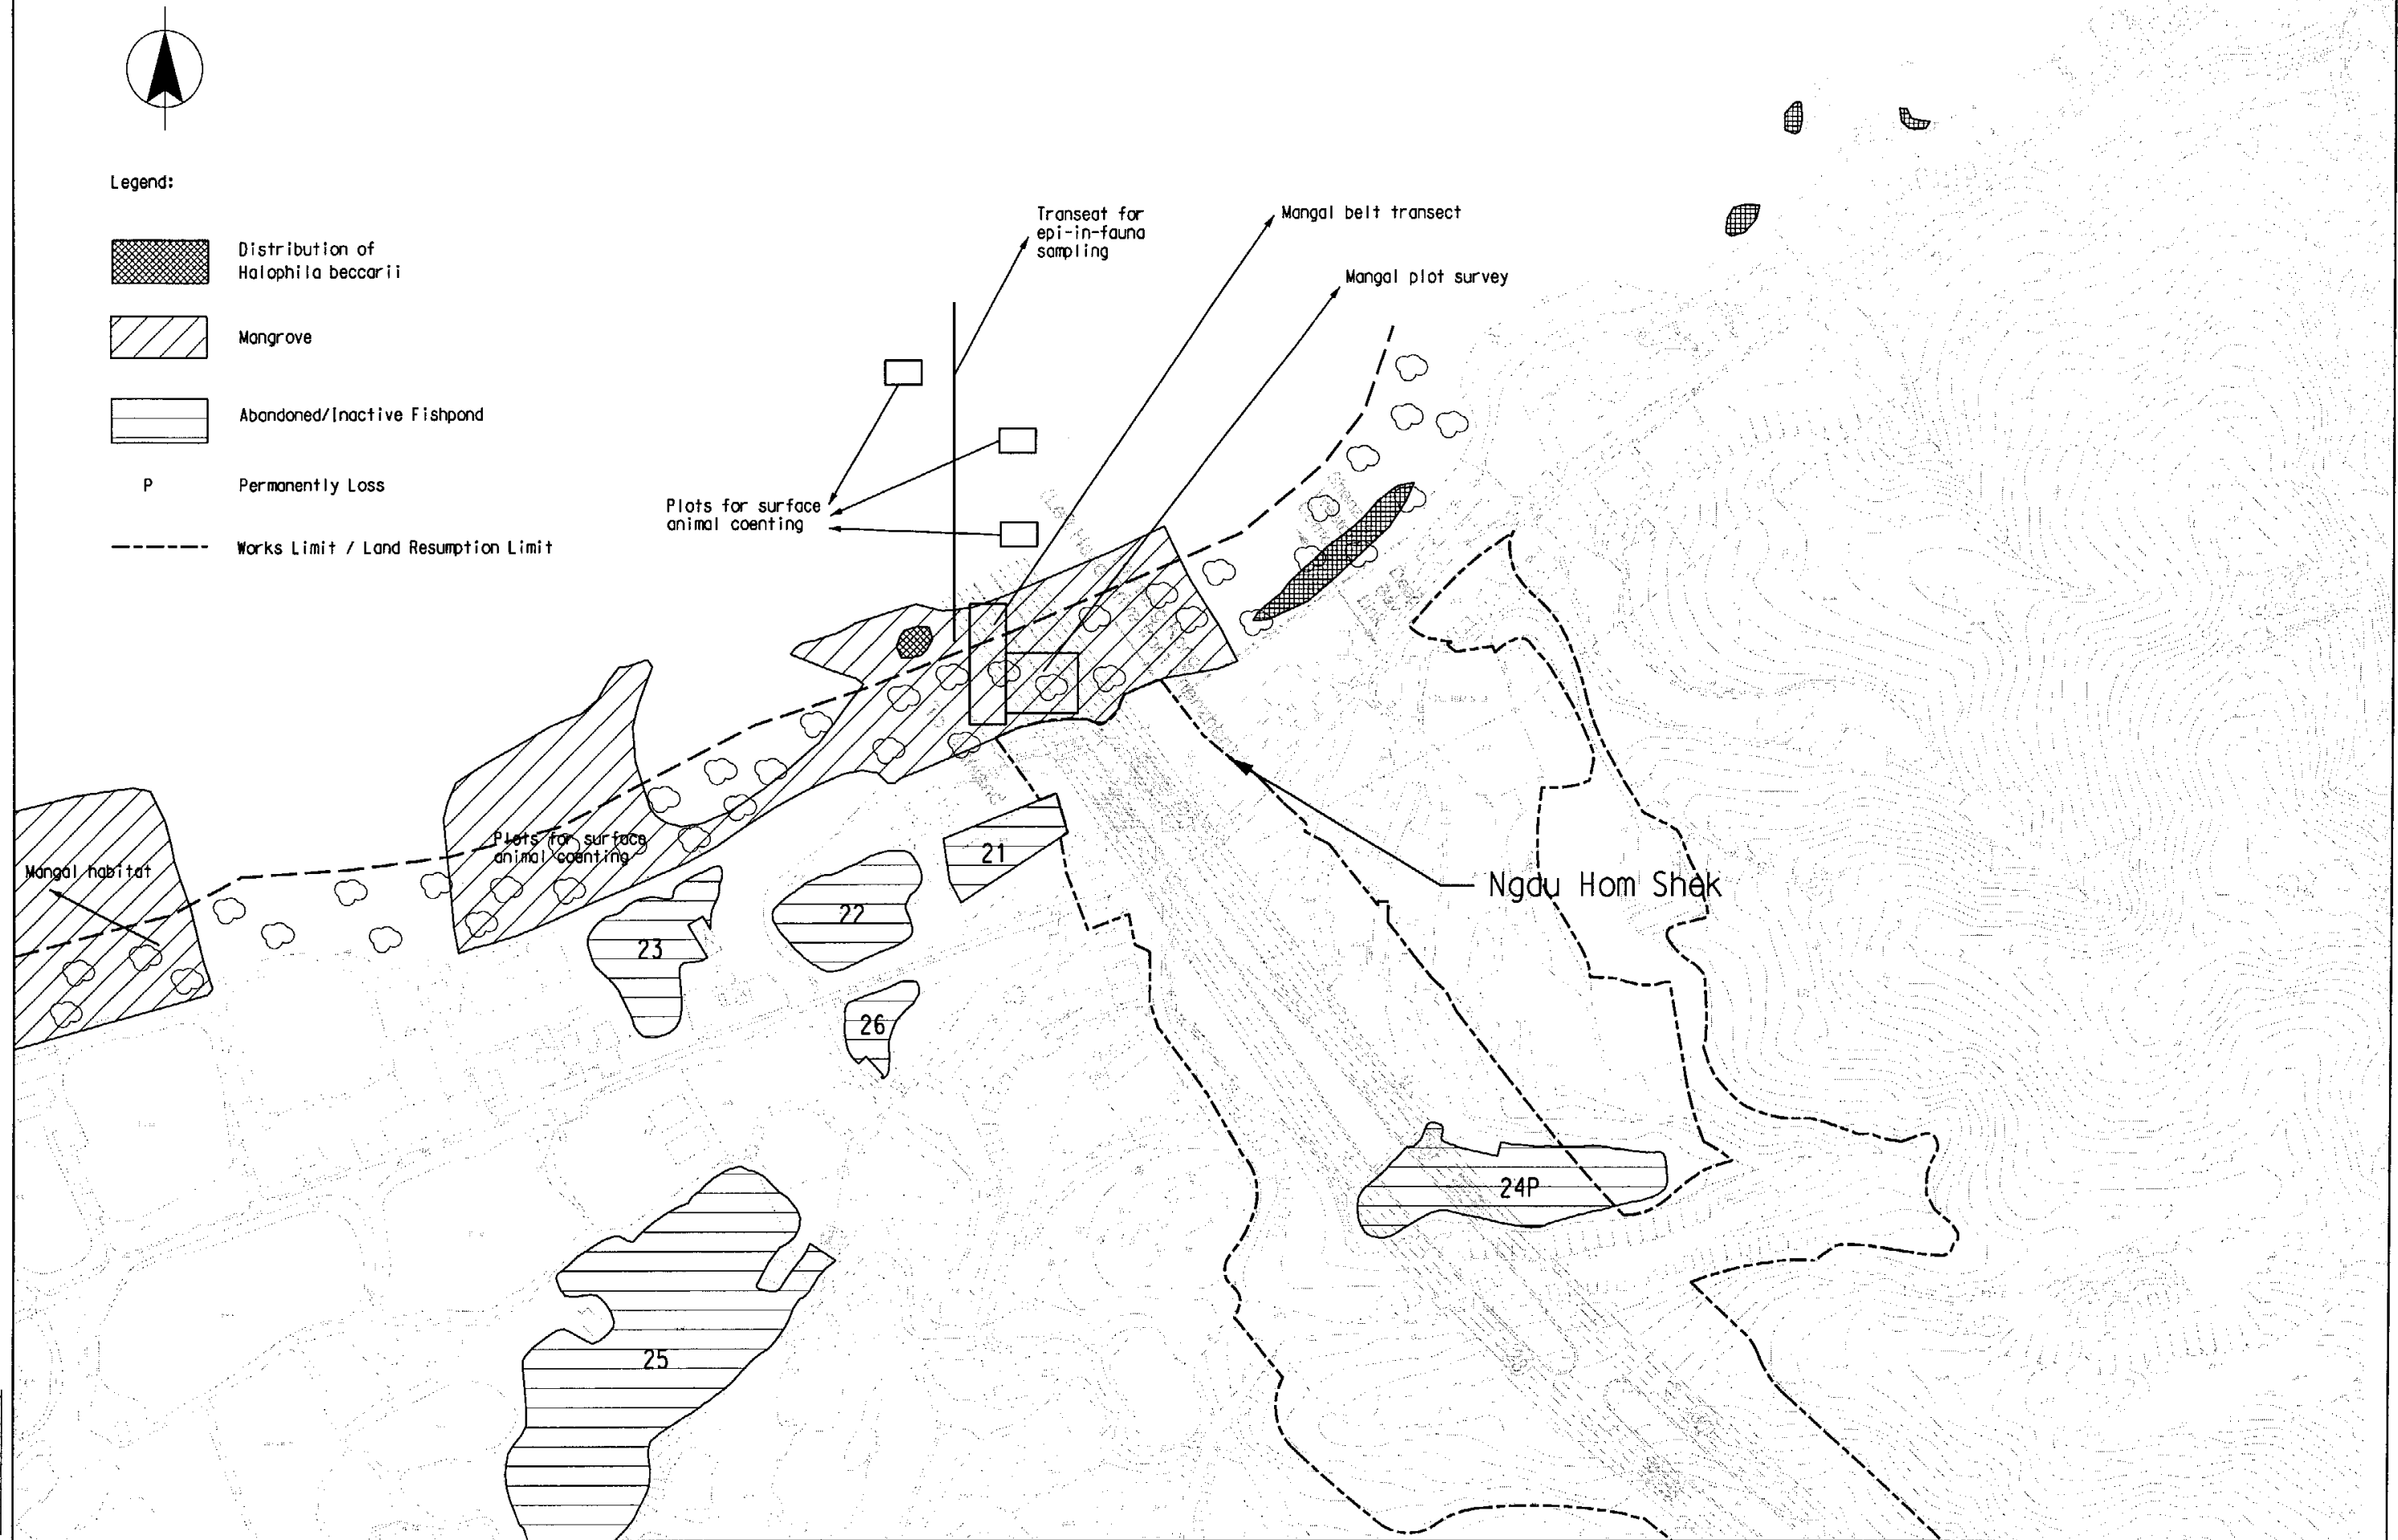 Legend:
Distribution of
Halophila beccarii
Mangrove
Abandoned/Inactive Fishpond
P
Permanently Loss
Works Limit / Land Resumption Limit
Transeat for
epi-in-fauna
sampling
Mangal belt transect
Mangal plot survey
Plots for surface
animal coenting
Plots for surface
animal coenting
Mangal habitat
Ngau Hom Shek
21
22
23
26
24P
25